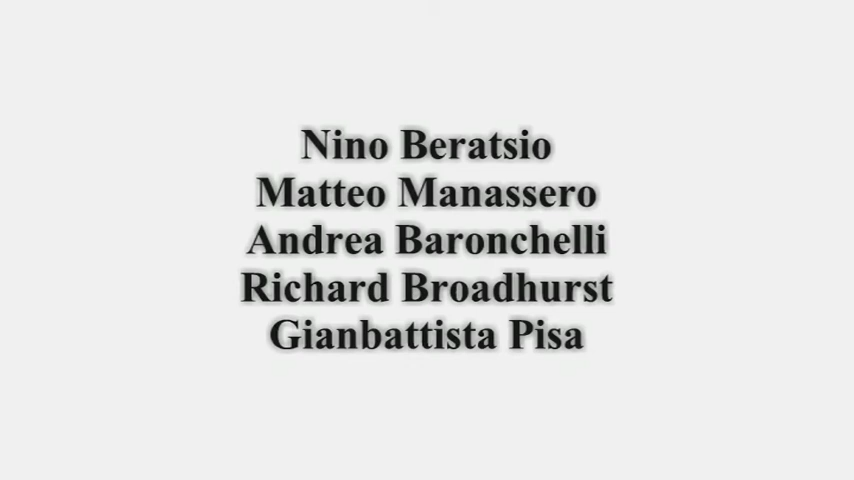 Nino Beratsio
Matteo Manassero
Andrea Baronchelli
Richard Broadhurst
Gianbattista Pisa